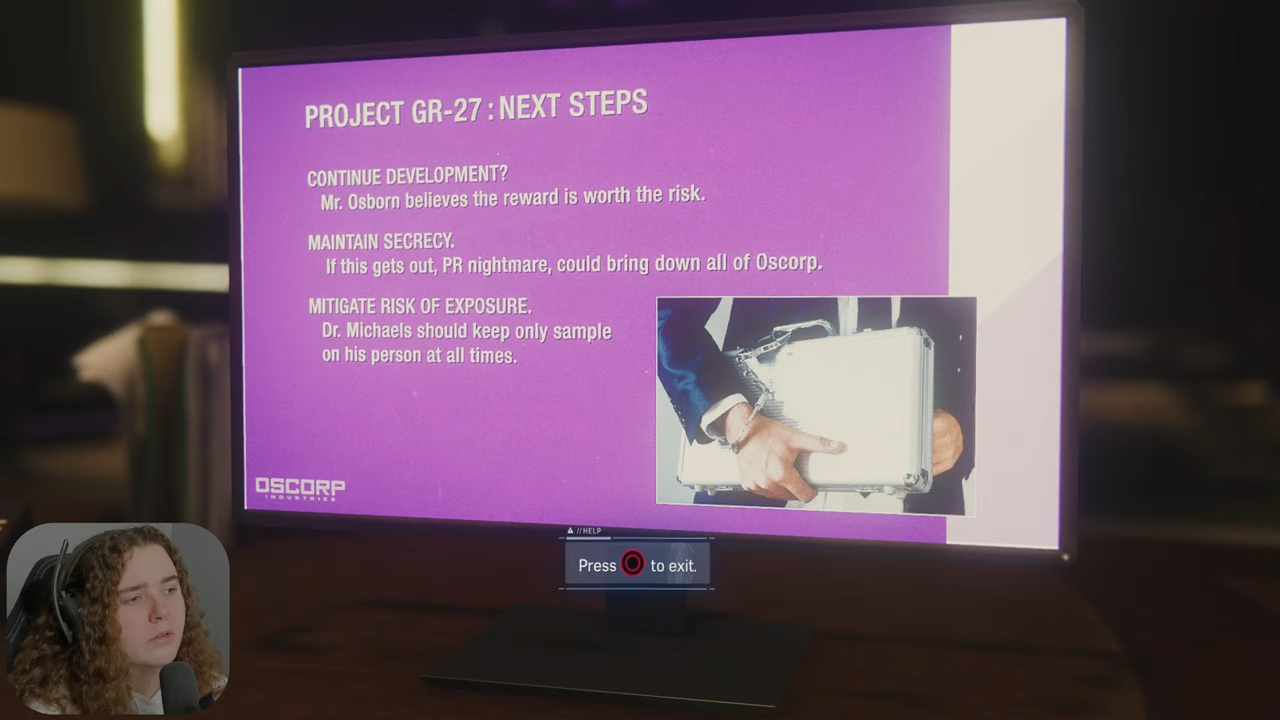 PROJECT GR-27 : NEXT STEPS
CONTINUE DEVELOPMENT?
Mr. Osborn believes the reward is worth the risk.
MAINTAIN SECRECY.
If this gets out, PR nightmare, could bring down all of Oscorp.
MITIGATE RISK OF EXPOSURE.
Dr. Michaels should keep only sample
on his person at all times.
OSCORP
INDUSTRIES
// HELP
Press to exit.